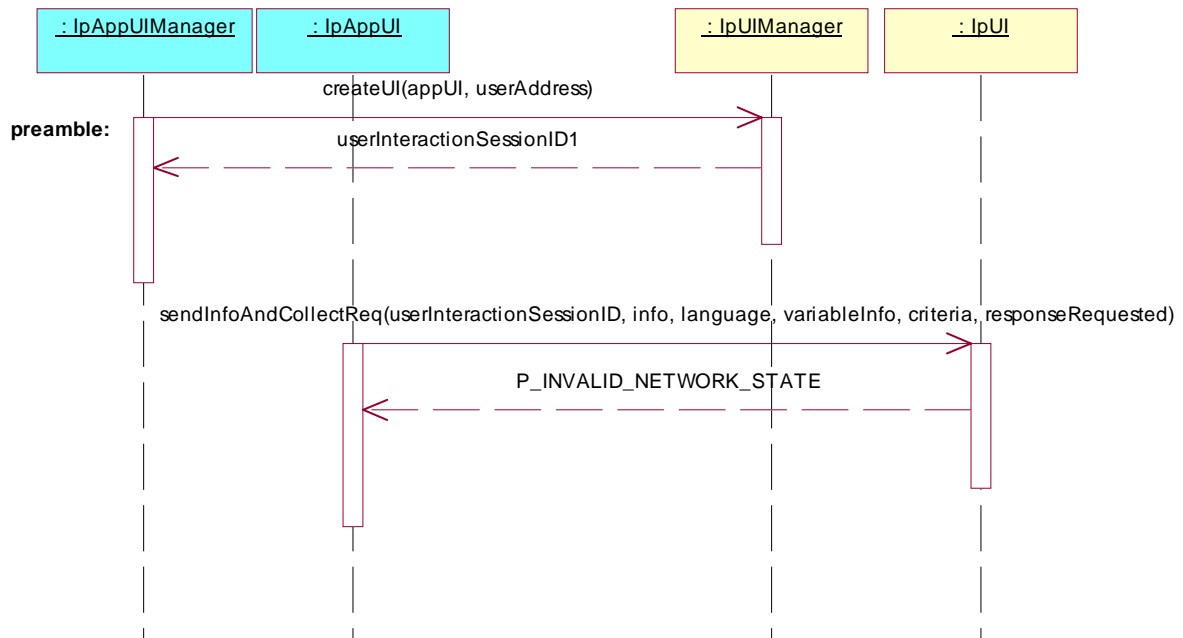 : IpAppUIManager
: IpAppUI
: IpUIManager
: IpUI
createUI(appUI, userAddress)
preamble:
userInteractionSessionID1
sendInfoAndCollectReq(userInteractionSessionID, info, language, variableInfo, criteria, responseRequested)
P_INVALID_NETWORK_STATE